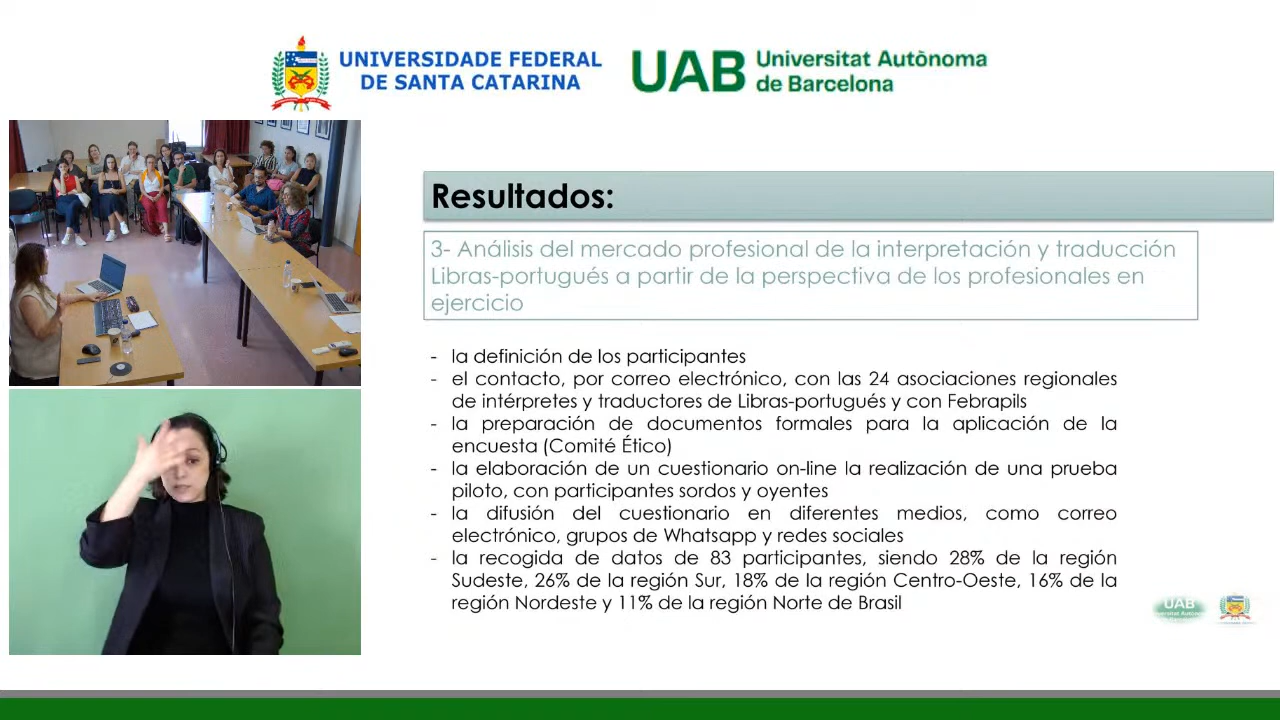 UNIVERSIDADE FEDERAL
DE SANTA CATARINA
UAB
Universitat Autònoma
de Barcelona
Resultados:
3- Análisis del mercado profesional de la interpretación y traducción
Libras-portugués a partir de la perspectiva de los profesionales en
ejercicio
- la definición de los participantes
- el contacto, por correo electrónico, con las 24 asociaciones regionales
de intérpretes y traductores de Libras-portugués y con Febrapils
- la preparación de documentos formales para la aplicación de la
encuesta (Comité Ético)
- la elaboración de un cuestionario on-line la realización de una prueba
piloto, con participantes sordos y oyentes
- la difusión del cuestionario en diferentes medios, como correo
electrónico, grupos de Whatsapp y redes sociales
- la recogida de datos de 83 participantes, siendo 28% de la región
Sudeste, 26% de la región Sur, 18% de la región Centro-Oeste, 16% de la
región Nordeste y 11% de la región Norte de Brasil
UAB